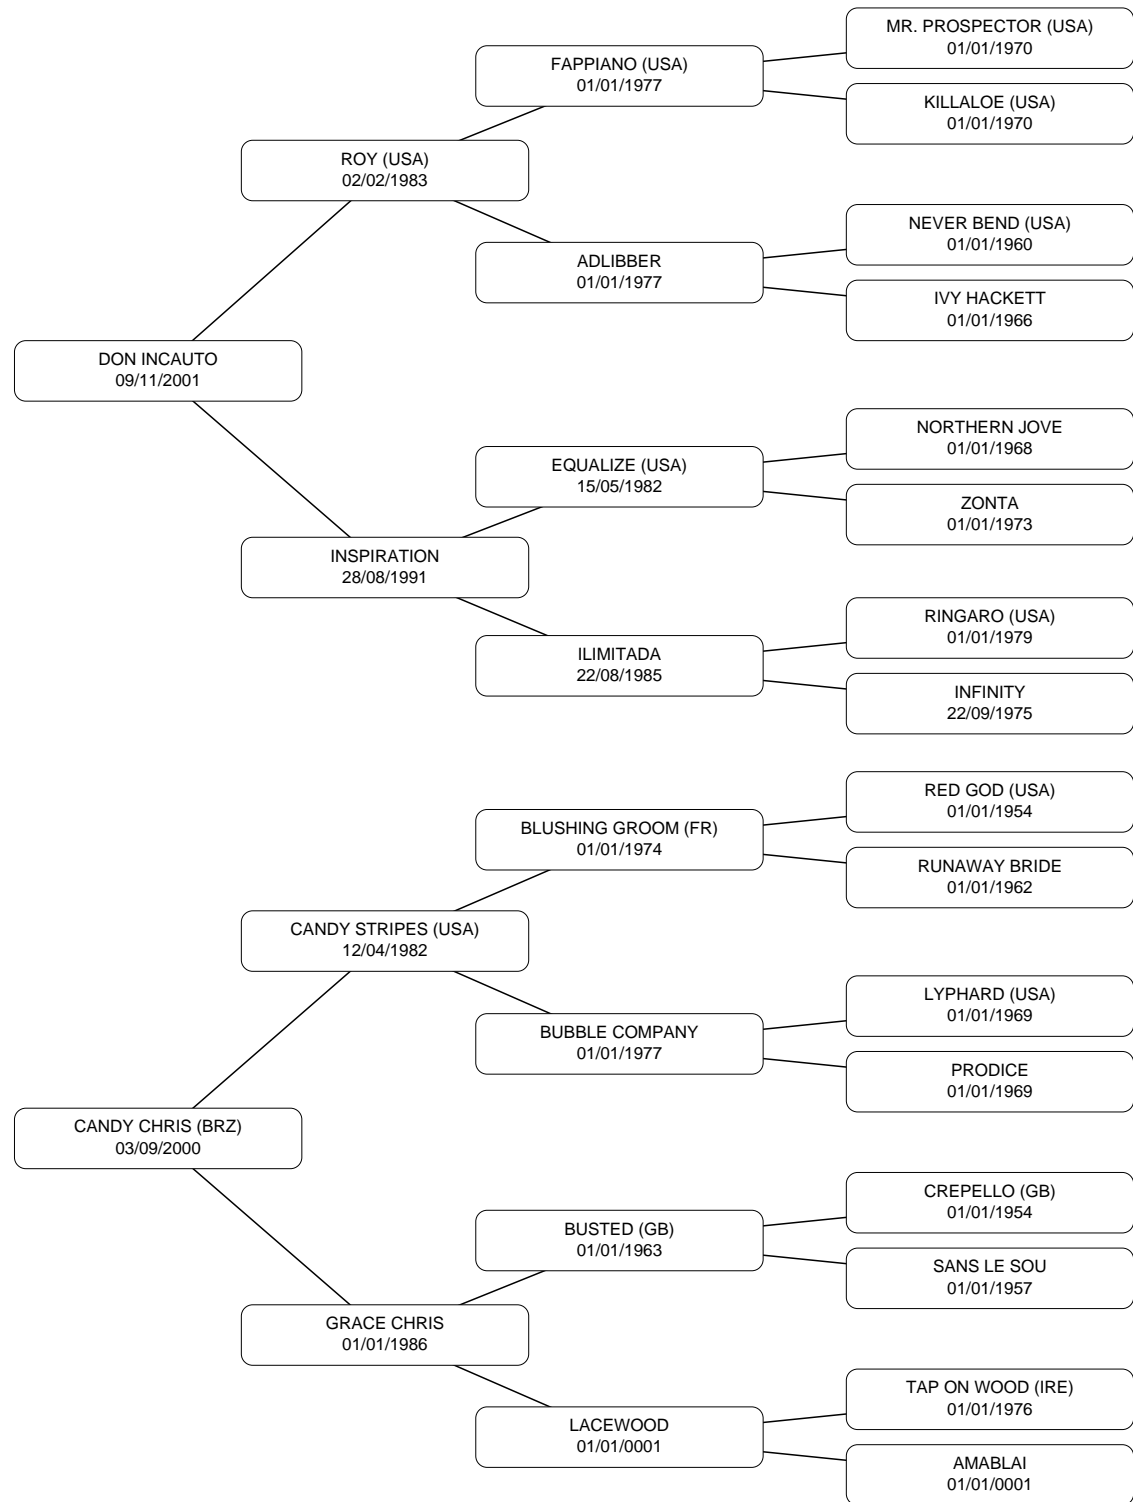 MR. PROSPECTOR (USA)
01/01/1970
FAPPIANO (USA)
01/01/1977
KILLALOE (USA)
01/01/1970
ROY (USA)
02/02/1983
NEVER BEND (USA)
01/01/1960
ADLIBBER
01/01/1977
IVY HACKETT
01/01/1966
DON INCAUTO
09/11/2001
NORTHERN JOVE
01/01/1968
EQUALIZE (USA)
15/05/1982
ZONTA
01/01/1973
INSPIRATION
28/08/1991
RINGARO (USA)
01/01/1979
ILIMITADA
22/08/1985
INFINITY
22/09/1975
RED GOD (USA)
01/01/1954
BLUSHING GROOM (FR)
01/01/1974
RUNAWAY BRIDE
01/01/1962
CANDY STRIPES (USA)
12/04/1982
LYPHARD (USA)
01/01/1969
BUBBLE COMPANY
01/01/1977
PRODICE
01/01/1969
CANDY CHRIS (BRZ)
03/09/2000
CREPELLO (GB)
01/01/1954
BUSTED (GB)
01/01/1963
SANS LE SOU
01/01/1957
GRACE CHRIS
01/01/1986
TAP ON WOOD (IRE)
01/01/1976
LACEWOOD
01/01/0001
AMABLAI
01/01/0001